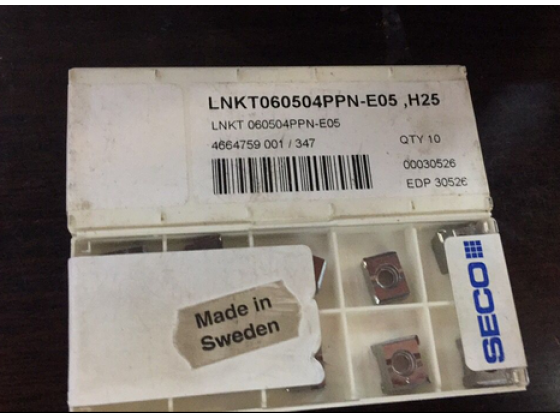 LNKT060504PPN-E05 ,H25
LNKT 060504PPN-E05
4664759 001 / 347 QTY 10
00030526
EDP 30526
Made in
Sweden
SECO